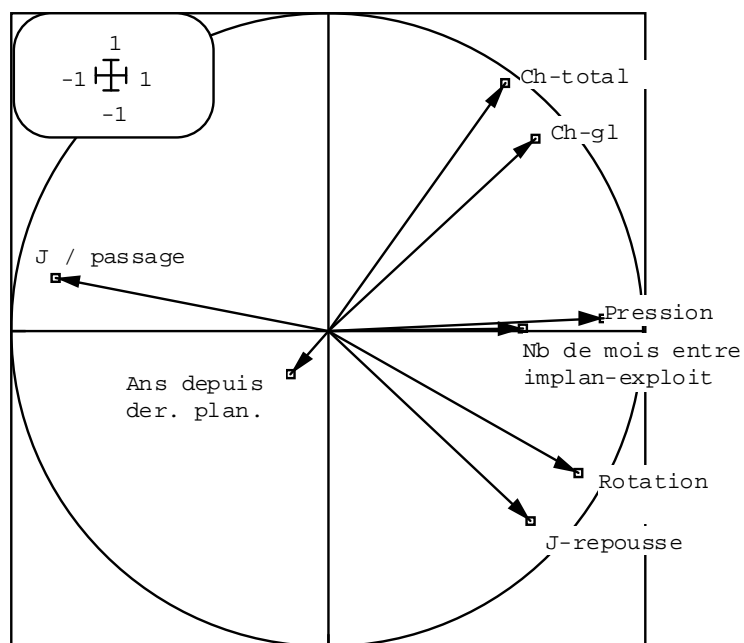 1
-1 1
-1
Ch-total
Ch-gl
J / passage
Pression
Nb de mois entre
implan-exploit
Ans depuis
der. plan.
Rotation
J-repousse